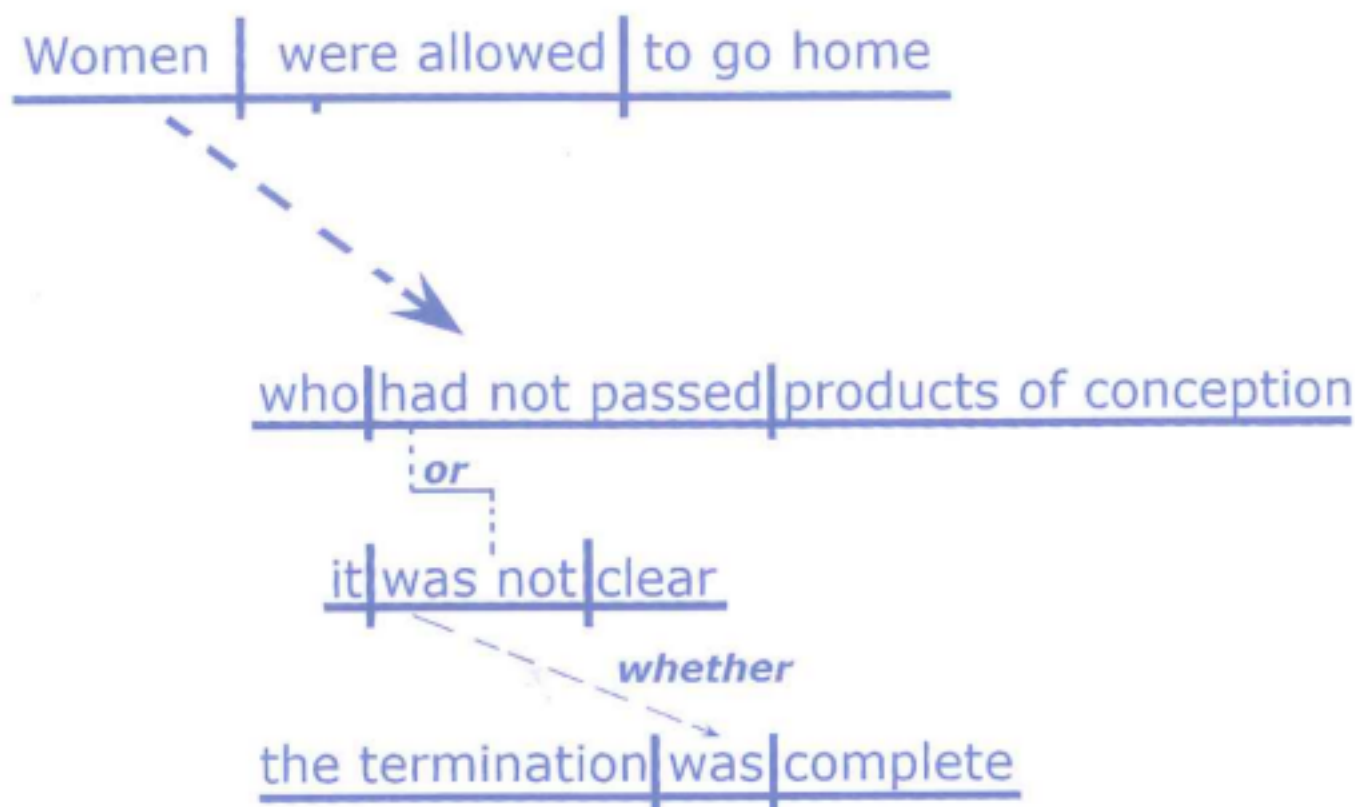 Women were allowed to go home
who had not passed products of conception
or
it was not clear
whether
the termination was complete